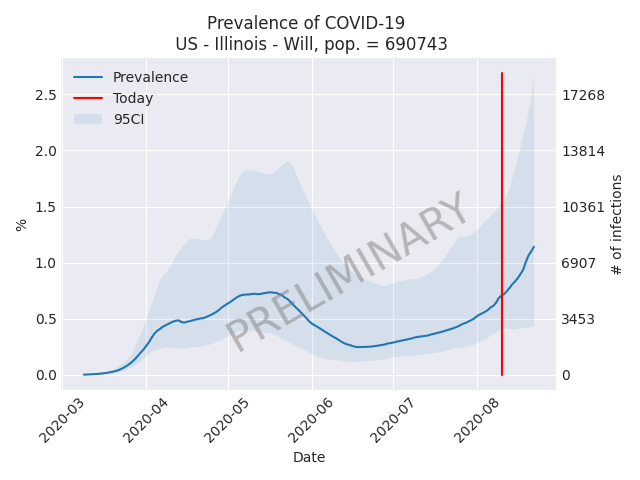 Prevalence of COVID-19
US - Illinois - Will, pop. = 690743
Prevalence
Today
95CI
2.5
2.0
1.5
1.0
0.5
0.0
%
17268
13814
10361
6907
3453
0
# of infections
PRELIMINARY
2020-03
2020-04
2020-05
2020-06
2020-07
2020-08
Date